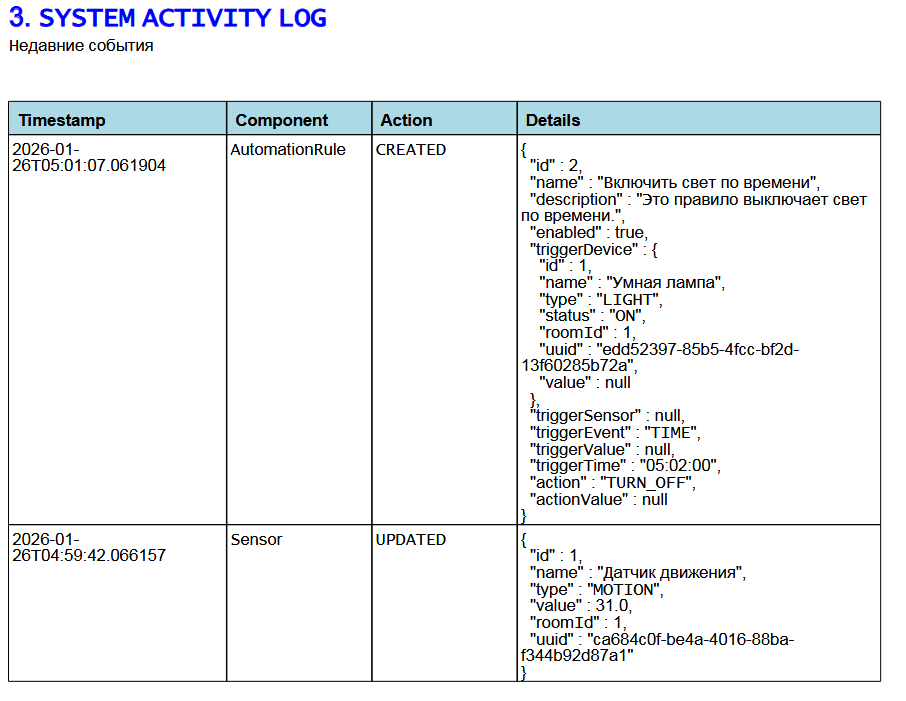 3. SYSTEM ACTIVITY LOG
Недавние события
Timestamp Component Action Details
2026-01-
26T05:01:07.061904
AutomationRule
CREATED
{
"id" : 2,
"name" : "Включить свет по времени",
"description" : "Это правило выключает свет
по времени.",
"enabled" : true,
"triggerDevice" : {
"id" : 1,
"name" : "Умная лампа",
"type" : "LIGHT",
"status" : "ON",
"roomId" : 1,
"uuid" : "edd52397-85b5-4fcc-bf2d-
13f60285b72a",
"value" : null
},
"triggerSensor" : null,
"triggerEvent" : "TIME",
"triggerValue" : null,
"triggerTime" : "05:02:00",
"action" : "TURN_OFF",
"actionValue" : null
}
2026-01-
26T04:59:42.066157
Sensor
UPDATED
{
"id" : 1,
"name" : "Датчик движения",
"type" : "MOTION",
"value" : 31.0,
"roomId" : 1,
"uuid" : "ca684c0f-be4a-4016-88ba-
f344b92d87a1"
}